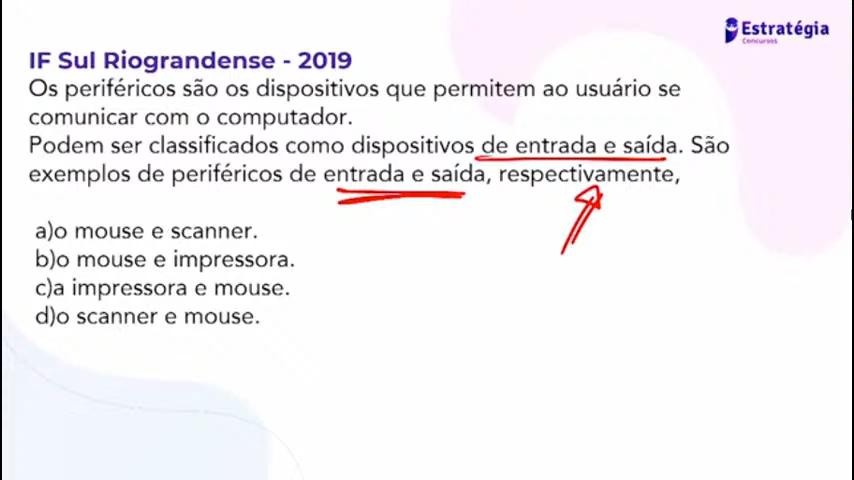 Estratégia
Concursos
IF Sul Riograndense - 2019
Os periféricos são os dispositivos que permitem ao usuário se
comunicar com o computador.
Podem ser classificados como dispositivos de entrada e saída. São
exemplos de periféricos de entrada e saída, respectivamente,
a)o mouse e scanner.
b)o mouse e impressora.
c)a impressora e mouse.
d)o scanner e mouse.